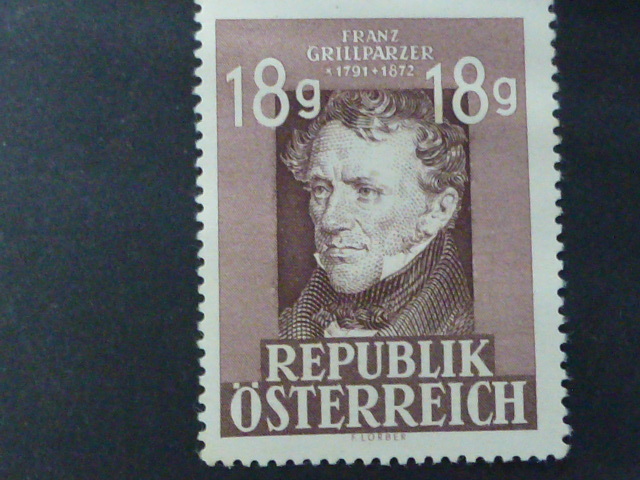 FRANZ
GRILLPARZER
*1791+1872
18g 18g
REPUBLIK
ÖSTERREICH
F. LORBER